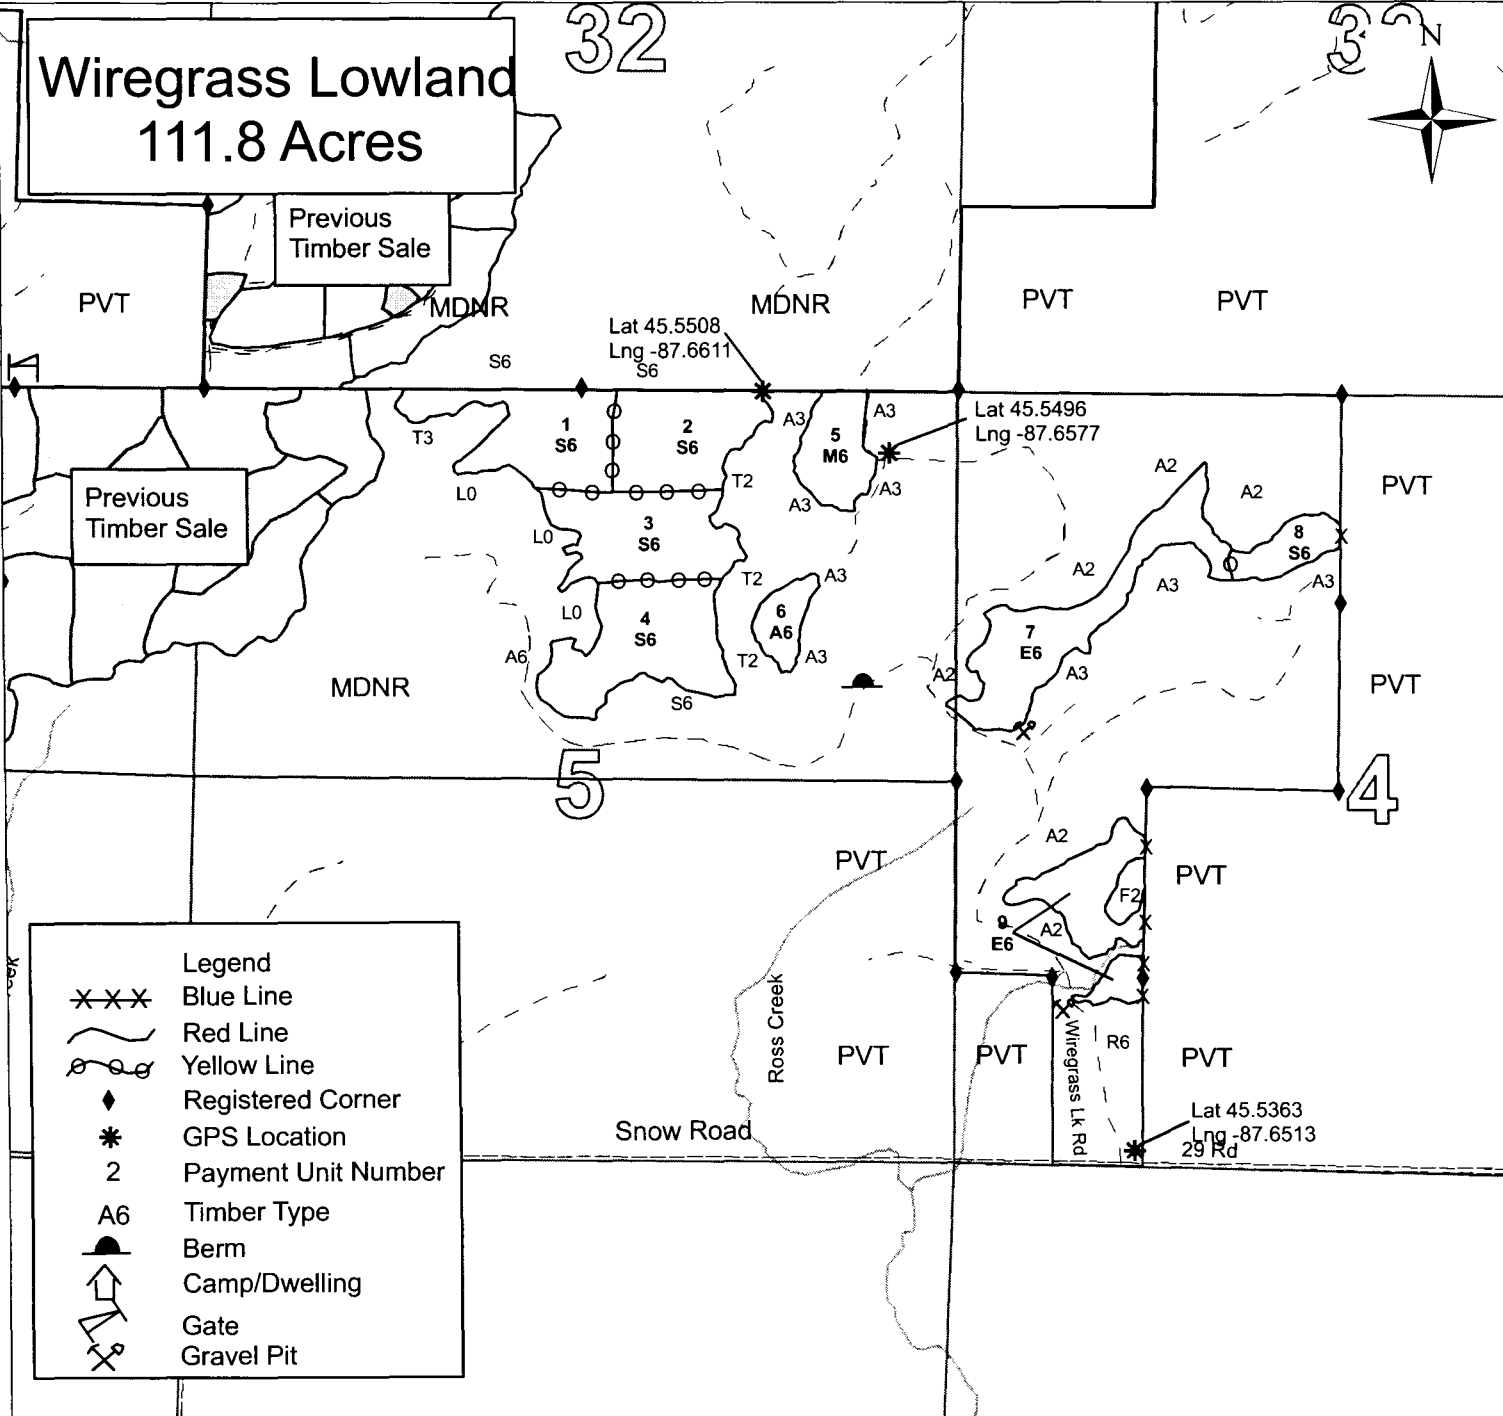 Wiregrass Lowland
111.8 Acres
32
N
Previous
Timber Sale
PVT
MDNR
MDNR
PVT
PVT
Lat 45.5508
Lng -87.6611
S6
S6
T3
1
S6
2
S6
A3
5
M6
A3
Lat 45.5496
Lng -87.6577
Previous
Timber Sale
L0
T2
A3
A3
A2
A2
PVT
L0
3
S6
8
S6
T2
A3
A2
A3
A3
L0
4
S6
6
A6
7
E6
A6
T2
A3
A2
A3
MDNR
S6
PVT
5
4
A2
PVT
PVT
F2
9
E6
A2
Ross Creek
PVT
PVT
Wiregrass Lk Rd
R6
PVT
Snow Road
Lat 45.5363
Lng -87.6513
29 Rd
Legend
Blue Line
Red Line
Yellow Line
Registered Corner
GPS Location
2 Payment Unit Number
A6 Timber Type
Berm
Camp/Dwelling
Gate
Gravel Pit